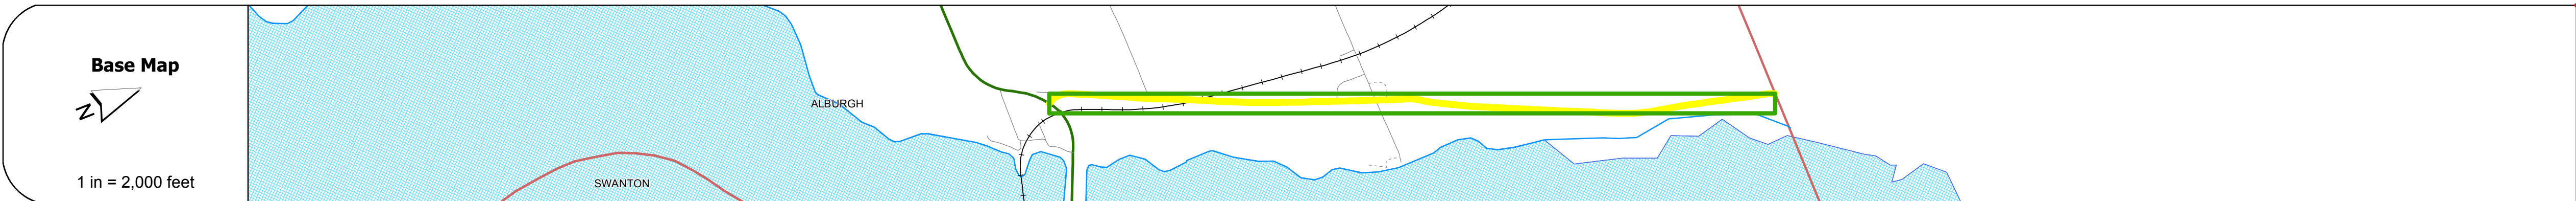 Base Map
N
1 in = 2,000 feet
ALBURGH
SWANTON